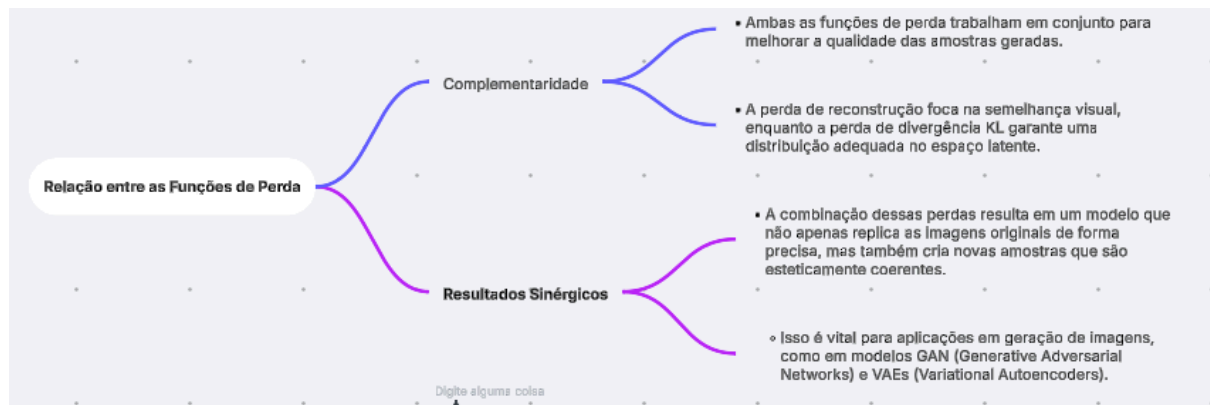 • Ambas as funções de perda trabalham em conjunto para
melhorar a qualidade das amostras geradas.
Complementaridade
• A perda de reconstrução foca na semelhança visual,
enquanto a perda de divergência KL garante uma
distribuição adequada no espaço latente.
Relação entre as Funções de Perda
• A combinação dessas perdas resulta em um modelo que
não apenas replica as imagens originais de forma
precisa, mas também cria novas amostras que são
esteticamente coerentes.
Resultados Sinérgicos
◦ Isso é vital para aplicações em geração de imagens,
como em modelos GAN (Generative Adversarial
Networks) e VAEs (Variational Autoencoders).
Digite alguma coisa